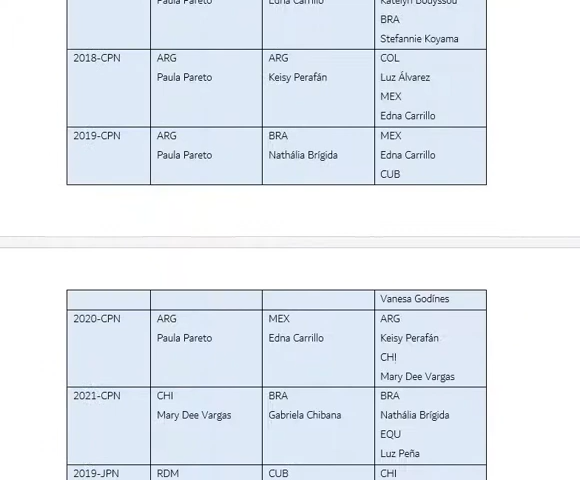 Paula Pareto Edna Carrillo Katelyn Bouyssou
BRA
Stefannie Koyama
2018-CPN ARG ARG COL
Paula Pareto Keisy Perafán Luz Álvarez
MEX
Edna Carrillo
2019-CPN ARG BRA MEX
Paula Pareto Nathália Brígida Edna Carrillo
CUB
Vanesa Godínes
2020-CPN ARG MEX ARG
Paula Pareto Edna Carrillo Keisy Perafán
CHI
Mary Dee Vargas
2021-CPN CHI BRA BRA
Mary Dee Vargas Gabriela Chibana Nathália Brígida
EQU
Luz Peña
2019-JPN RDM CUB CHI